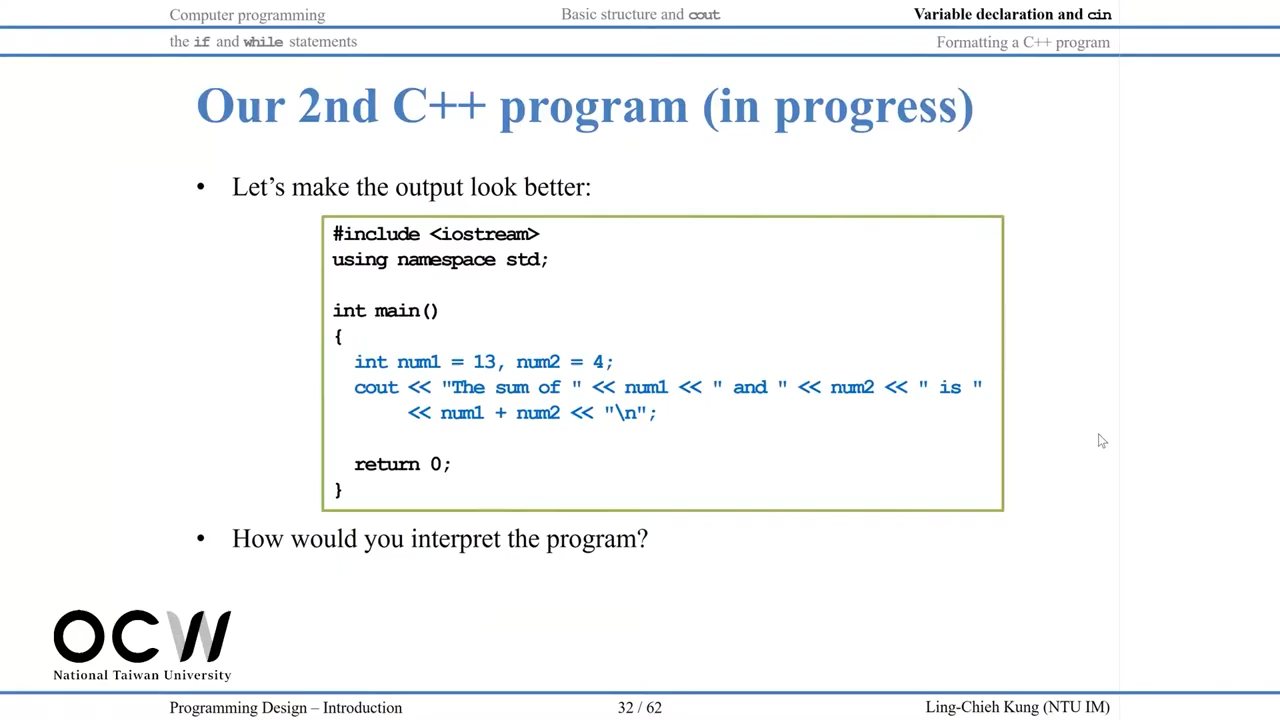 Computer programming
Basic structure and cout
Variable declaration and cin
the if and while statements
Formatting a C++ program
Our 2nd C++ program (in progress)
• Let’s make the output look better:
#include <iostream>
using namespace std;
int main()
{
int num1 = 13, num2 = 4;
cout << "The sum of " << num1 << " and " << num2 << " is "
<< num1 + num2 << "\n";
return 0;
}
• How would you interpret the program?
OCW
National Taiwan University
Programming Design – Introduction
32 / 62
Ling-Chieh Kung (NTU IM)